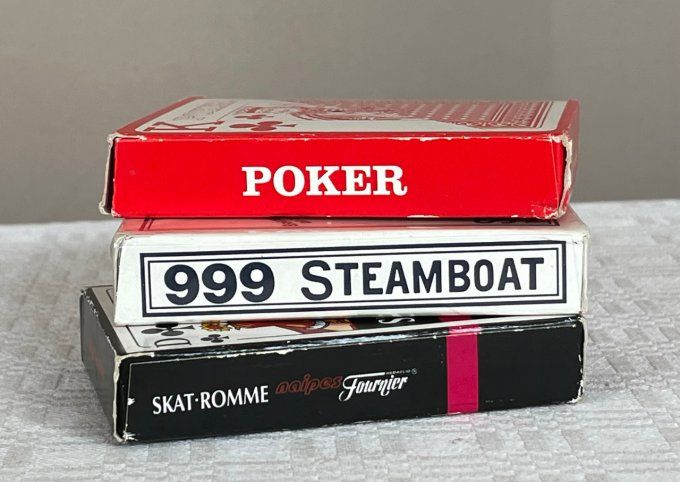 K
POKER
999 STEAMBOAT
D
SKAT·ROMME naipes Fournier